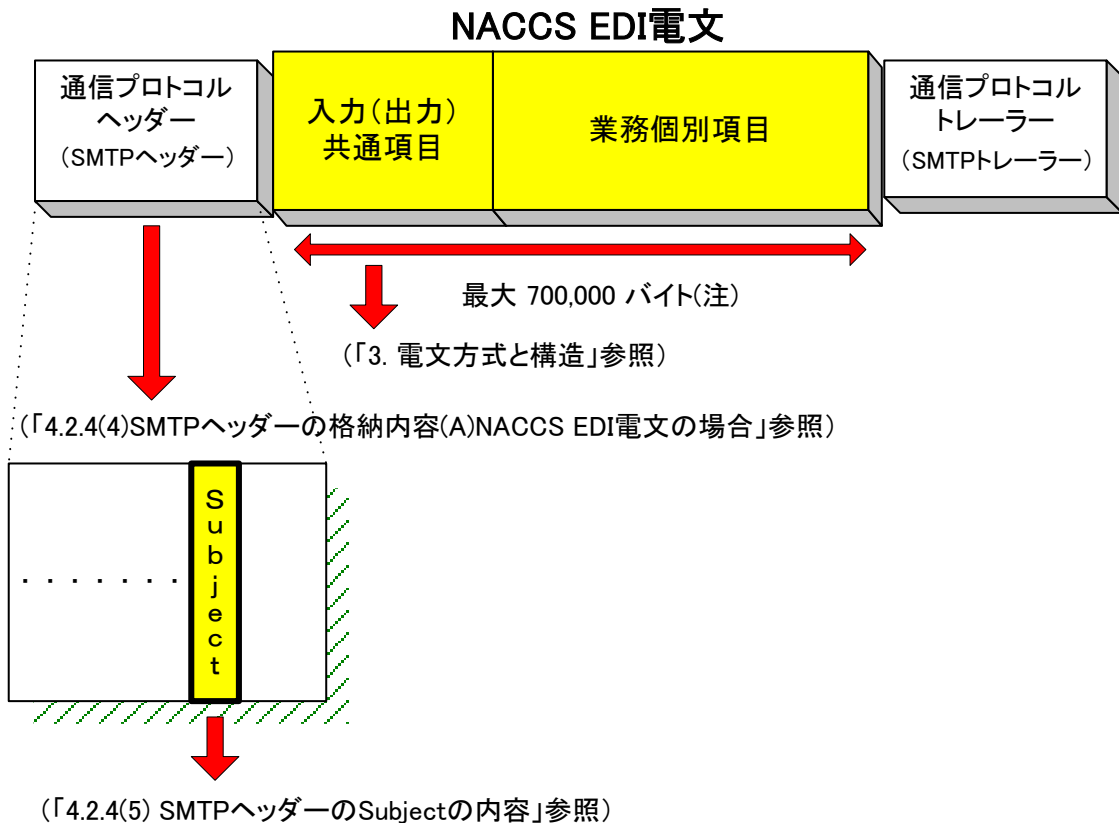 NACCS EDI電文
通信プロトコル
ヘッダー
(SMTPヘッダー)
入力(出力)
共通項目
業務個別項目
通信プロトコル
トレーラー
(SMTPトレーラー)
最大 700,000 バイト(注)
(「3. 電文方式と構造」参照)
(「4.2.4(4)SMTPヘッダーの格納内容(A)NACCS EDI電文の場合」参照)
・・・・・・・
Subject
(「4.2.4(5) SMTPヘッダーのSubjectの内容」参照)